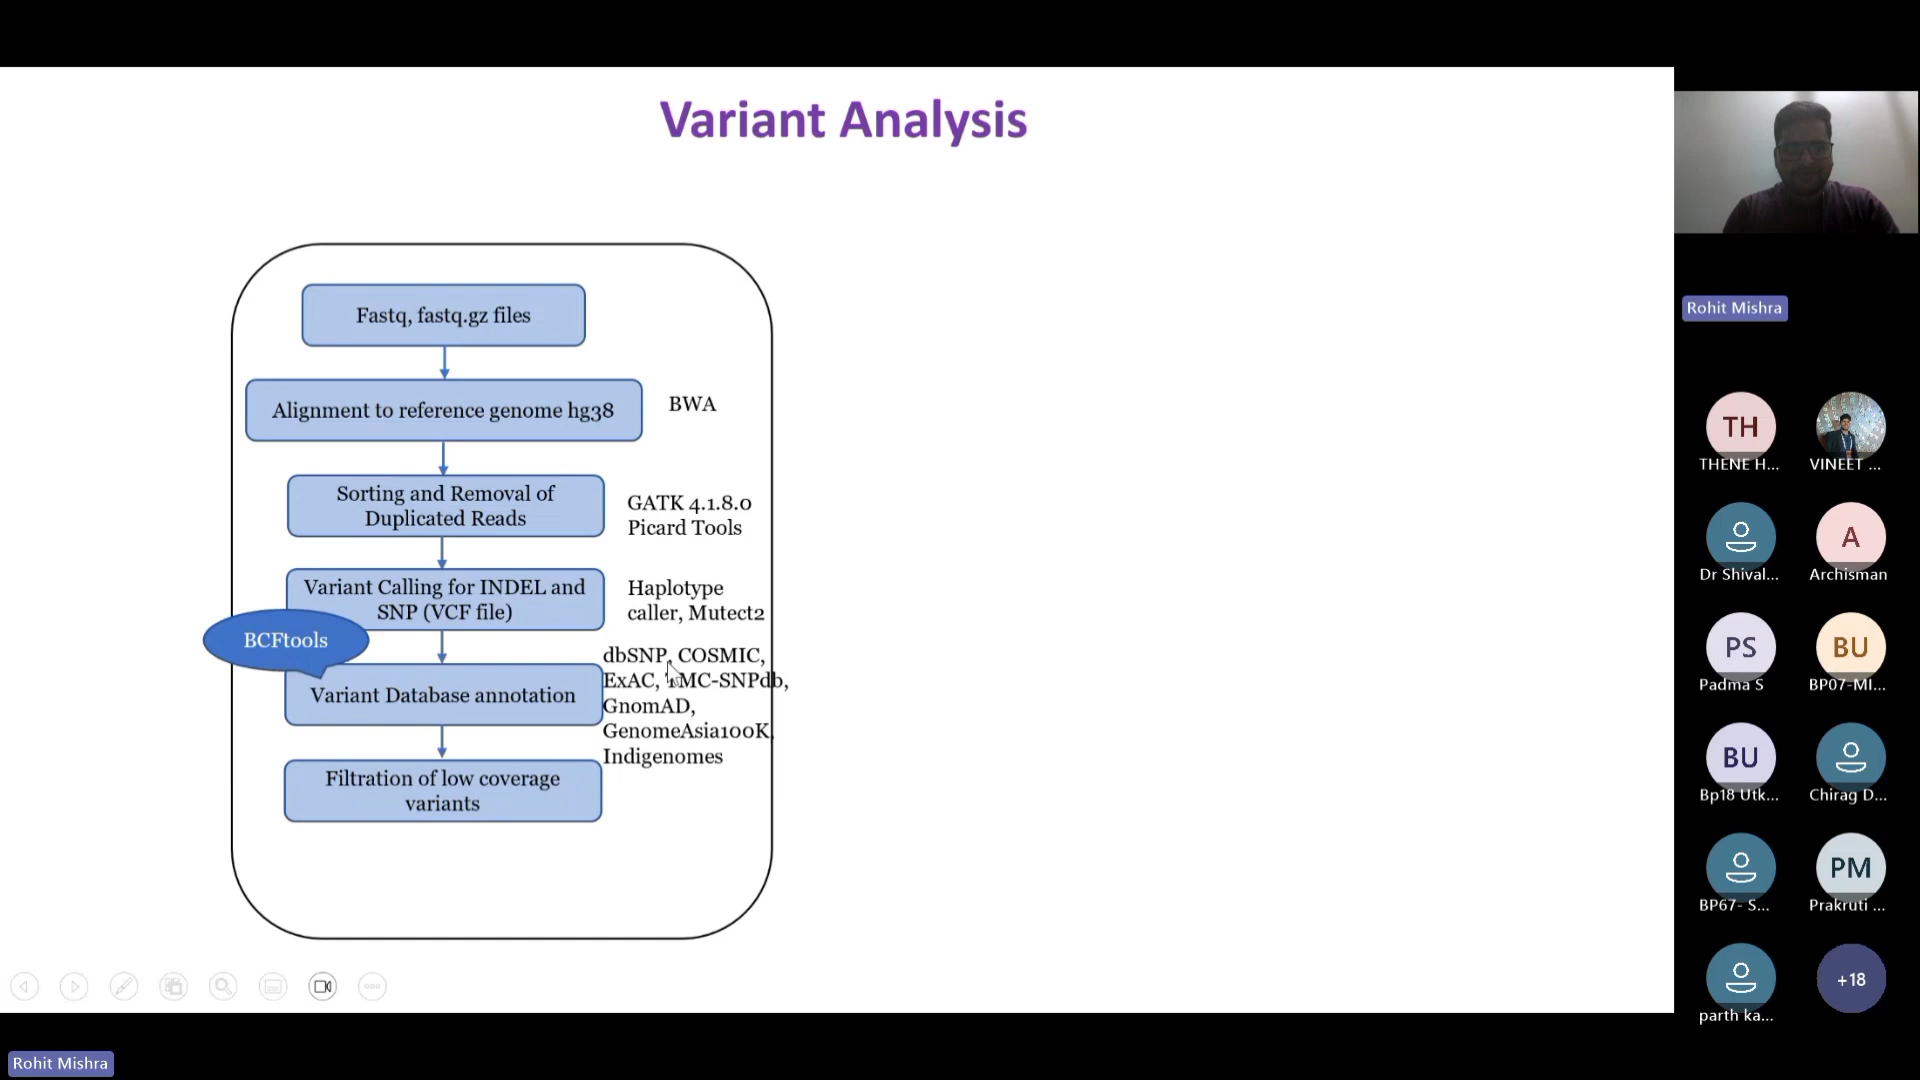 Variant Analysis
Fastq, fastq.gz files
Alignment to reference genome hg38
BWA
Sorting and Removal of
Duplicated Reads
GATK 4.1.8.0
Picard Tools
Variant Calling for INDEL and
SNP (VCF file)
Haplotype
caller, Mutect2
BCFtools
Variant Database annotation
dbSNP, COSMIC,
ExAC, TMC-SNPdb,
GnomAD,
GenomeAsia100K,
Indigenomes
Filtration of low coverage
variants
Rohit Mishra
TH
THENE H...
VINEET ...
Dr Shival...
A
Archisman
PS
Padma S
BU
BP07-MI...
BU
Bp18 Utk...
Chirag D...
BP67- S...
PM
Prakruti ...
parth ka...
+18
Rohit Mishra